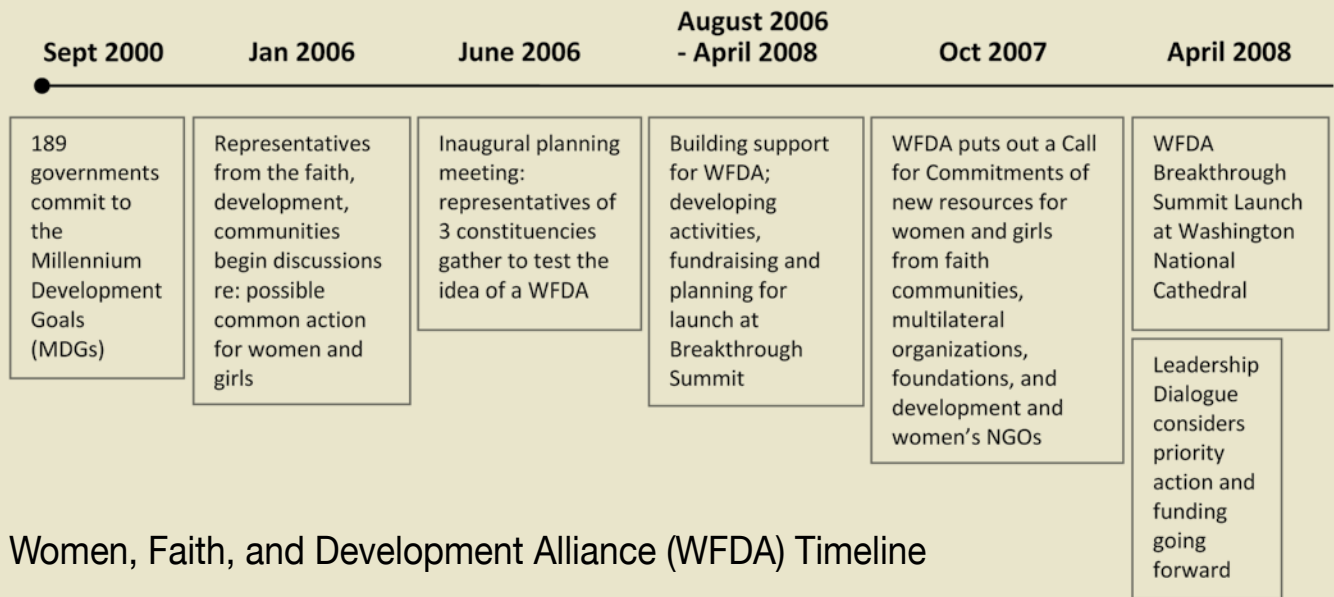 Sept 2000
189
governments
commit to
the
Millennium
Development
Goals
(MDGs)
Jan 2006
Representatives
from the faith,
development,
communities
begin discussions
re: possible
common action
for women and
girls
June 2006
Inaugural planning
meeting:
representatives of
3 constituencies
gather to test the
idea of a WFDA
August 2006
- April 2008
Building support
for WFDA;
developing
activities,
fundraising and
planning for
launch at
Breakthrough
Summit
Oct 2007
WFDA puts out a Call
for Commitments of
new resources for
women and girls
from faith
communities,
multilateral
organizations,
foundations, and
development and
women’s NGOs
April 2008
WFDA
Breakthrough
Summit Launch
at Washington
National
Cathedral
Leadership
Dialogue
considers
priority
action and
funding
going
forward
Women, Faith, and Development Alliance (WFDA) Timeline